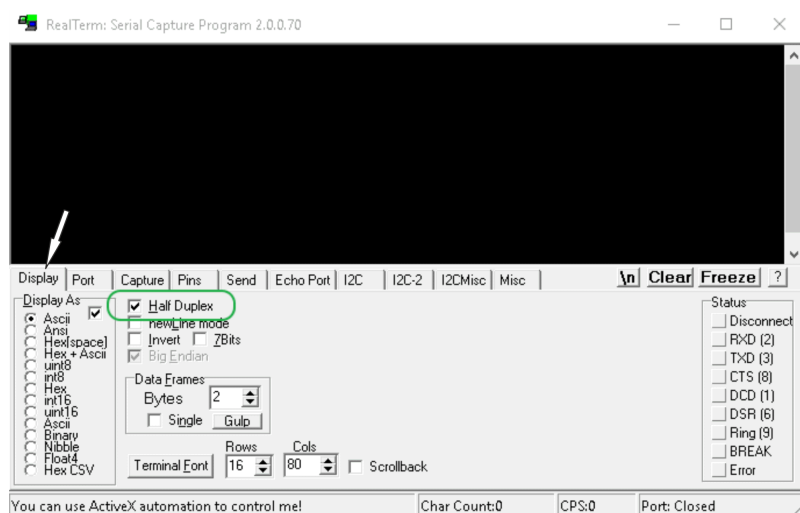 RealTerm: Serial Capture Program 2.0.0.70
Display Port Capture Pins Send Echo Port I2C I2C-2 I2CMisc Misc \n Clear Freeze ?
Display As
Ascii
Ansi
Hex[space]
Hex + Ascii
uint8
int8
Hex
int16
uint16
Ascii
Binary
Nibble
Float4
Hex CSV
Half Duplex
newLine mode
Invert 7Bits
Big Endian
Data Frames
Bytes 2
Single Gulp
Rows Cols
Terminal Font 16 80 Scrollback
Status
Disconnect
RXD (2)
TXD (3)
CTS (8)
DCD (1)
DSR (6)
Ring (9)
BREAK
Error
You can use ActiveX automation to control me! Char Count:0 CPS:0 Port: Closed